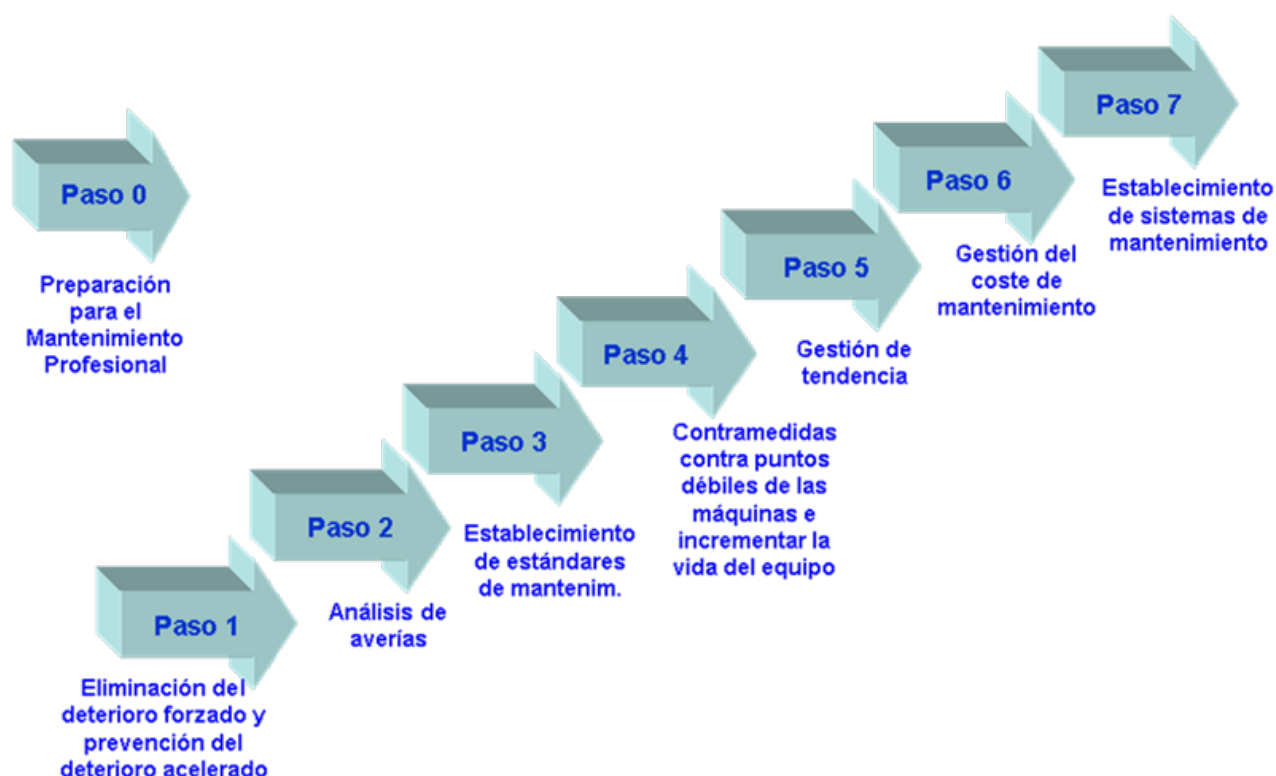 Paso 0
Preparación
para el
Mantenimiento
Profesional
Paso 1
Eliminación del
deterioro forzado y
prevención del
deterioro acelerado
Paso 2
Análisis de
averías
Paso 3
Establecimiento
de estándares
de mantenim.
Paso 4
Contramedidas
contra puntos
débiles de las
máquinas e
incrementar la
vida del equipo
Paso 5
Gestión de
tendencia
Paso 6
Gestión del
coste de
mantenimiento
Paso 7
Establecimiento
de sistemas de
mantenimiento